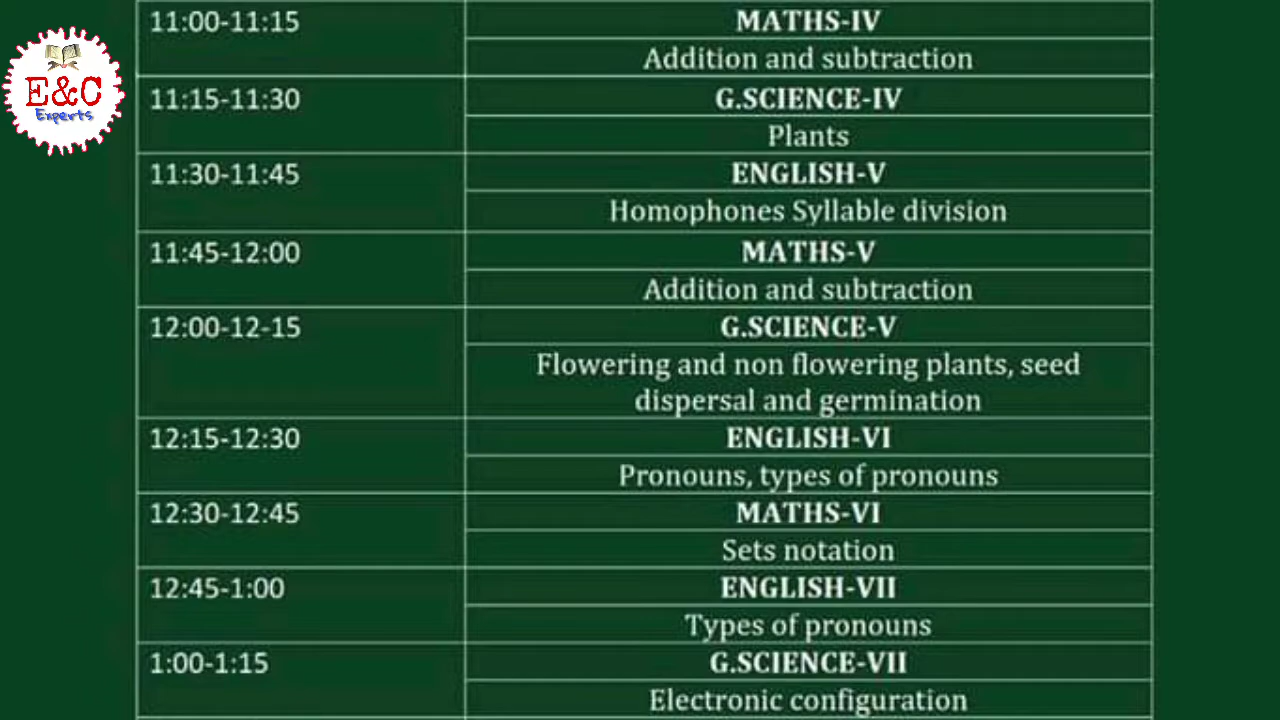 E&C
Experts
11:00-11:15
MATHS-IV
Addition and subtraction
11:15-11:30
G.SCIENCE-IV
Plants
11:30-11:45
ENGLISH-V
Homophones Syllable division
11:45-12:00
MATHS-V
Addition and subtraction
12:00-12-15
G.SCIENCE-V
Flowering and non flowering plants, seed
dispersal and germination
12:15-12:30
ENGLISH-VI
Pronouns, types of pronouns
12:30-12:45
MATHS-VI
Sets notation
12:45-1:00
ENGLISH-VII
Types of pronouns
1:00-1:15
G.SCIENCE-VII
Electronic configuration